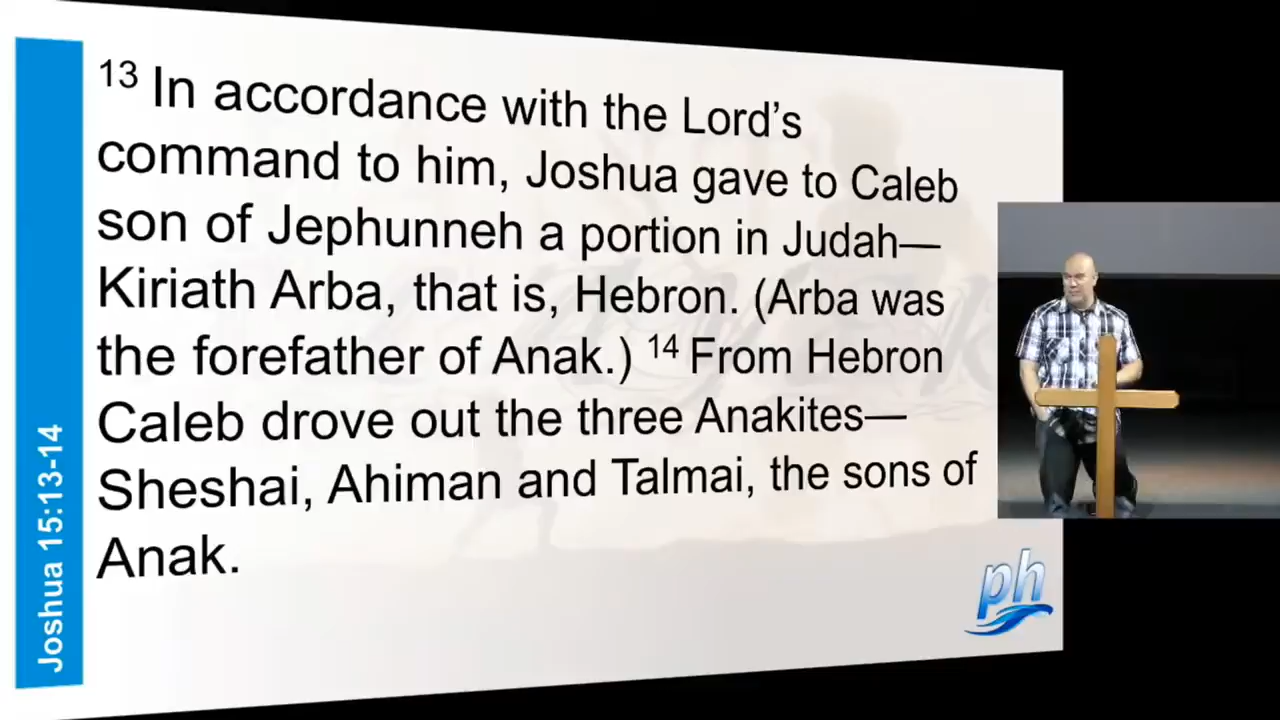 ¹³ In accordance with the Lord’s
command to him, Joshua gave to Caleb
son of Jephunneh a portion in Judah—
Kiriath Arba, that is, Hebron. (Arba was
the forefather of Anak.) ¹⁴ From Hebron
Caleb drove out the three Anakites—
Sheshai, Ahiman and Talmai, the sons of
Anak.
Joshua 15:13-14
ph